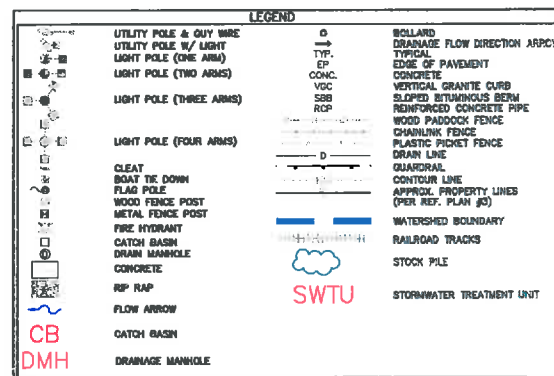 LEGEND
UTILITY POLE & GUY WIRE
UTILITY POLE W/ LIGHT
LIGHT POLE (ONE ARM)
LIGHT POLE (TWO ARMS)
LIGHT POLE (THREE ARMS)
LIGHT POLE (FOUR ARMS)
CLEAT
BOAT TIE DOWN
FLAG POLE
WOOD FENCE POST
METAL FENCE POST
FIRE HYDRANT
CATCH BASIN
DRAIN MANHOLE
CONCRETE
RIP RAP
FLOW ARROW
CB CATCH BASIN
DMH DRAINAGE MANHOLE
BOLLARD
DRAINAGE FLOW DIRECTION
TYP. TYPICAL
EP EDGE OF PAVEMENT
CONC. CONCRETE
VGC VERTICAL GRANITE CURB
SBB SLOPED BITUMINOUS BERM
RCP REINFORCED CONCRETE PIPE
WOOD PADDOCK FENCE
CHAINLINK FENCE
PLASTIC PICKET FENCE
D DRAIN LINE
GUARDRAIL
CONTOUR LINE
APPROX. PROPERTY LINES
(PER REF. PLAN #3)
WATERSHED BOUNDARY
RAILROAD TRACKS
STOCK PILE
SWTU STORMWATER TREATMENT UNIT